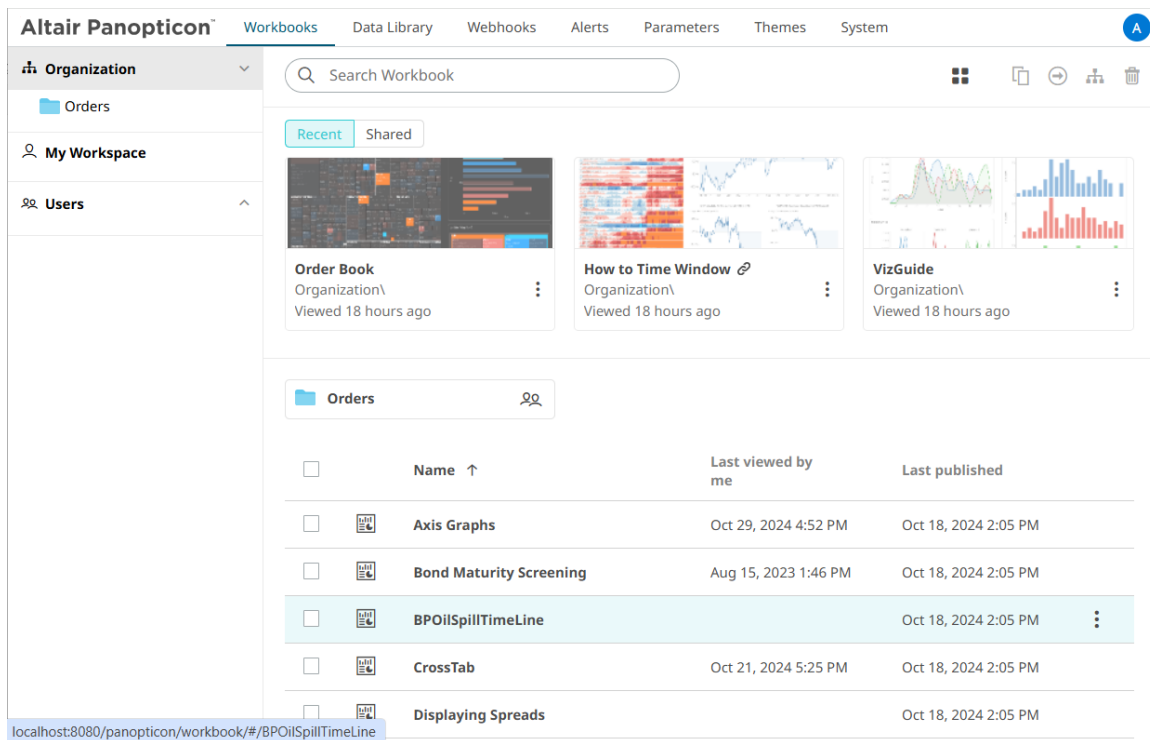 Altair Panopticon™ Workbooks Data Library Webhooks Alerts Parameters Themes System A
Organization
Orders
My Workspace
Users
Search Workbook
Recent Shared
Order Book
Organization\
Viewed 18 hours ago
How to Time Window
Organization\
Viewed 18 hours ago
VizGuide
Organization\
Viewed 18 hours ago
Orders
Name ↑ Last viewed by me Last published
Axis Graphs Oct 29, 2024 4:52 PM Oct 18, 2024 2:05 PM
Bond Maturity Screening Aug 15, 2023 1:46 PM Oct 18, 2024 2:05 PM
BPOilSpillTimeLine Oct 18, 2024 2:05 PM
CrossTab Oct 21, 2024 5:25 PM Oct 18, 2024 2:05 PM
Displaying Spreads Oct 18, 2024 2:05 PM
localhost:8080/panopticon/workbook/#/BPOilSpillTimeLine